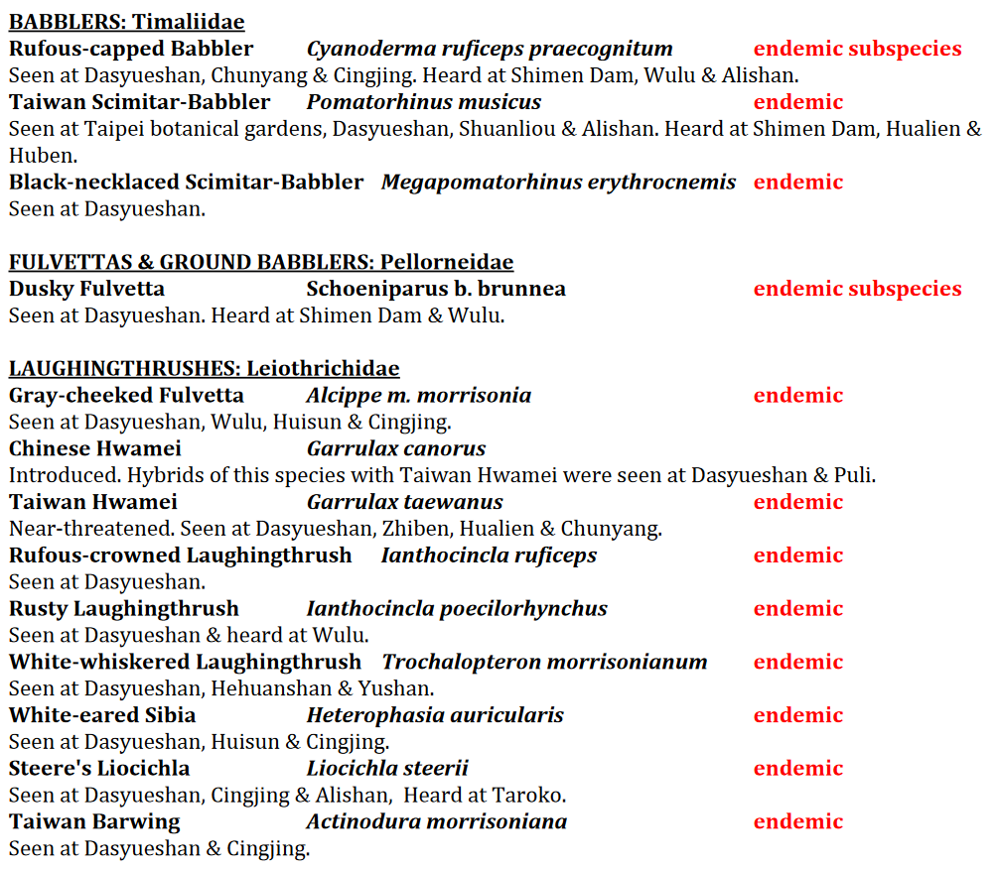 BABBLERS: Timaliidae
Rufous-capped Babbler Cyanoderma ruficeps praecognitum endemic subspecies
Seen at Dasyueshan, Chunyang & Cingjing. Heard at Shimen Dam, Wulu & Alishan.
Taiwan Scimitar-Babbler Pomatorhinus musicus endemic
Seen at Taipei botanical gardens, Dasyueshan, Shuanliou & Alishan. Heard at Shimen Dam, Hualien &
Huben.
Black-necklaced Scimitar-Babbler Megapomatorhinus erythrocnemis endemic
Seen at Dasyueshan.
FULVETTAS & GROUND BABBLERS: Pellorneidae
Dusky Fulvetta Schoeniparus b. brunnea endemic subspecies
Seen at Dasyueshan. Heard at Shimen Dam & Wulu.
LAUGHINGTHRUSHES: Leiothrichidae
Gray-cheeked Fulvetta Alcippe m. morrisonia endemic
Seen at Dasyueshan, Wulu, Huisun & Cingjing.
Chinese Hwamei Garrulax canorus
Introduced. Hybrids of this species with Taiwan Hwamei were seen at Dasyueshan & Puli.
Taiwan Hwamei Garrulax taewanus endemic
Near-threatened. Seen at Dasyueshan, Zhiben, Hualien & Chunyang.
Rufous-crowned Laughingthrush Ianthocincla ruficeps endemic
Seen at Dasyueshan.
Rusty Laughingthrush Ianthocincla poecilorhynchus endemic
Seen at Dasyueshan & heard at Wulu.
White-whiskered Laughingthrush Trochalopteron morrisonianum endemic
Seen at Dasyueshan, Hehuanshan & Yushan.
White-eared Sibia Heterophasia auricularis endemic
Seen at Dasyueshan, Huisun & Cingjing.
Steere's Liocichla Liocichla steerii endemic
Seen at Dasyueshan, Cingjing & Alishan, Heard at Taroko.
Taiwan Barwing Actinodura morrisoniana endemic
Seen at Dasyueshan & Cingjing.